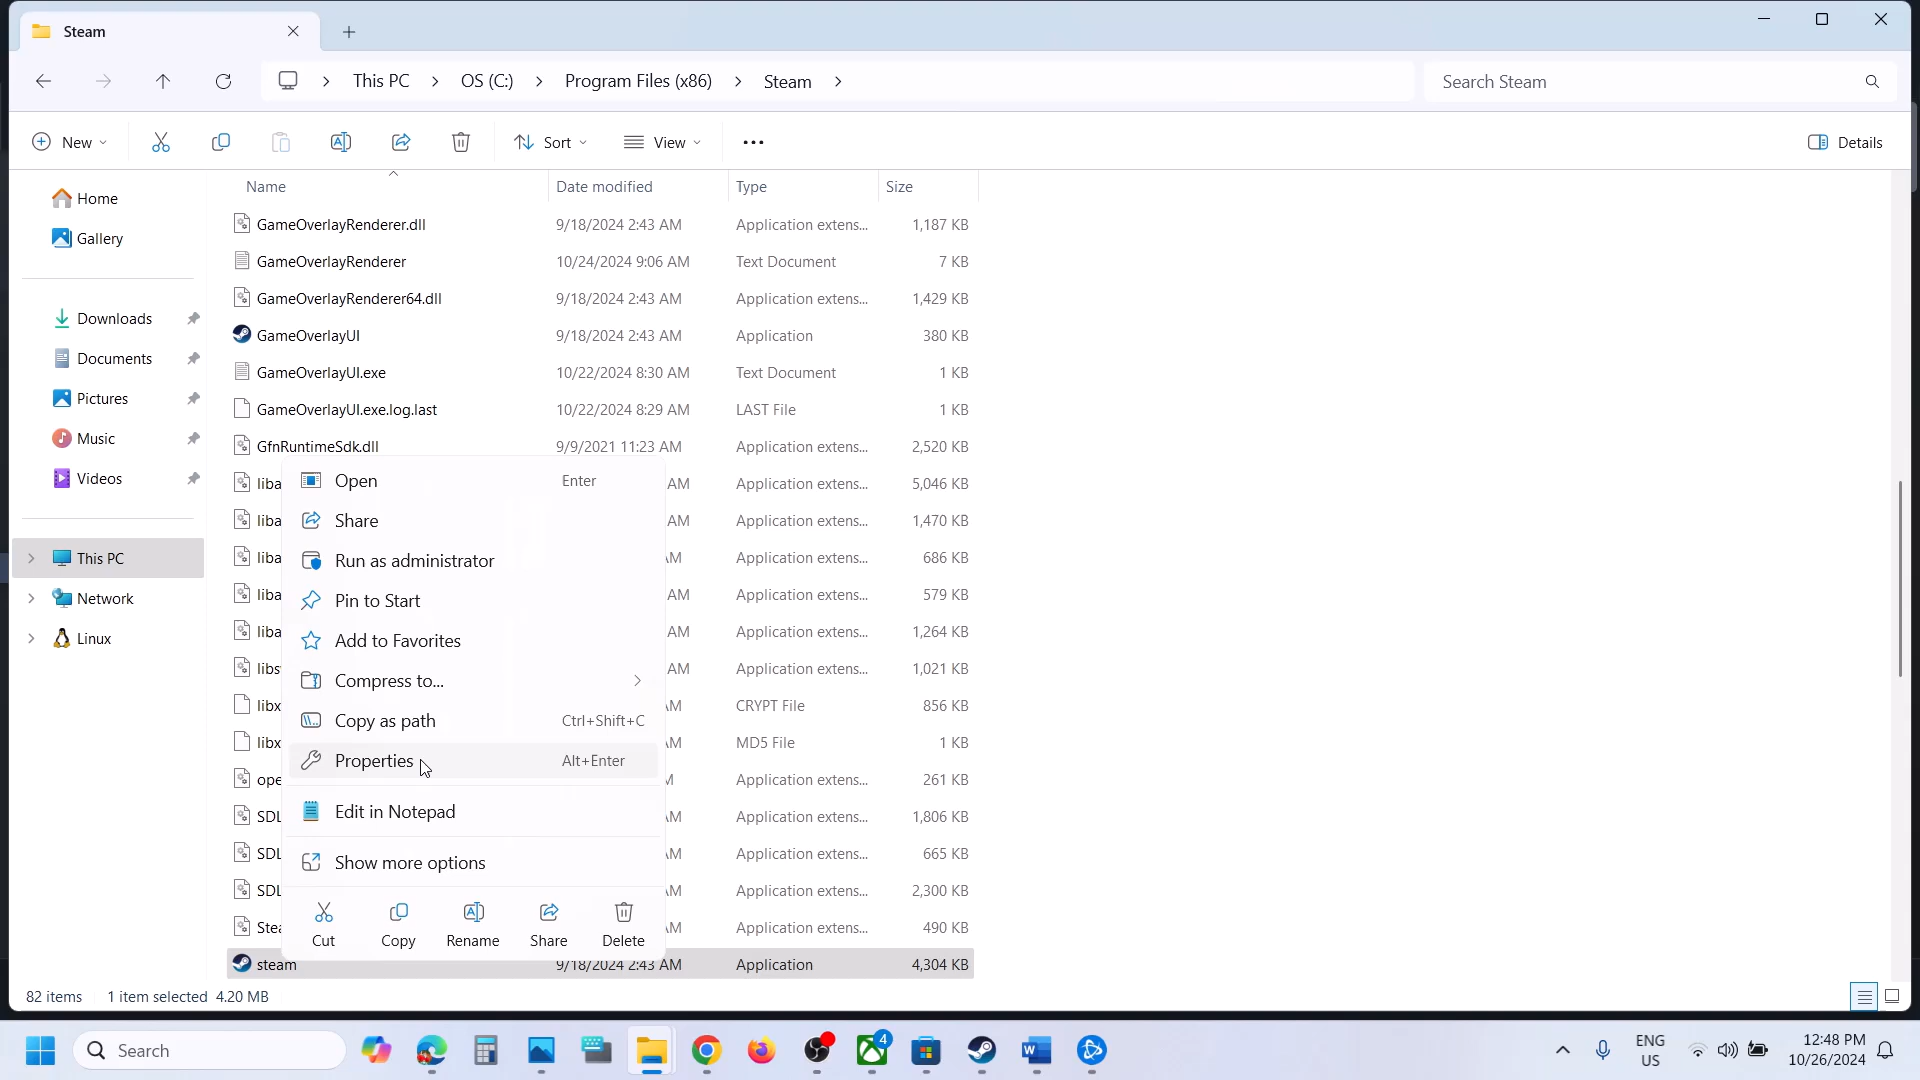 Steam
This PC > OS (C:) > Program Files (x86) > Steam >
Search Steam
New
Sort
View
Details
Name Date modified Type Size
Home
Gallery
Downloads
Documents
Pictures
Music
Videos
This PC
Network
Linux
GameOverlayRenderer.dll 9/18/2024 2:43 AM Application extens... 1,187 KB
GameOverlayRenderer 10/24/2024 9:06 AM Text Document 7 KB
GameOverlayRenderer64.dll 9/18/2024 2:43 AM Application extens... 1,429 KB
GameOverlayUI 9/18/2024 2:43 AM Application 380 KB
GameOverlayUI.exe 10/22/2024 8:30 AM Text Document 1 KB
GameOverlayUI.exe.log.last 10/22/2024 8:29 AM LAST File 1 KB
GfnRuntimeSdk.dll 9/9/2021 11:23 AM Application extens... 2,520 KB
liba AM Application extens... 5,046 KB
liba AM Application extens... 1,470 KB
liba AM Application extens... 686 KB
liba AM Application extens... 579 KB
liba AM Application extens... 1,264 KB
libs AM Application extens... 1,021 KB
libx AM CRYPT File 856 KB
libx AM MD5 File 1 KB
ope Application extens... 261 KB
SDL AM Application extens... 1,806 KB
SDL AM Application extens... 665 KB
SDL AM Application extens... 2,300 KB
Stea AM Application extens... 490 KB
steam 9/18/2024 2:43 AM Application 4,304 KB
Open Enter
Share
Run as administrator
Pin to Start
Add to Favorites
Compress to...
Copy as path Ctrl+Shift+C
Properties Alt+Enter
Edit in Notepad
Show more options
Cut Copy Rename Share Delete
82 items 1 item selected 4.20 MB
Search
4
ENG
US
12:48 PM
10/26/2024